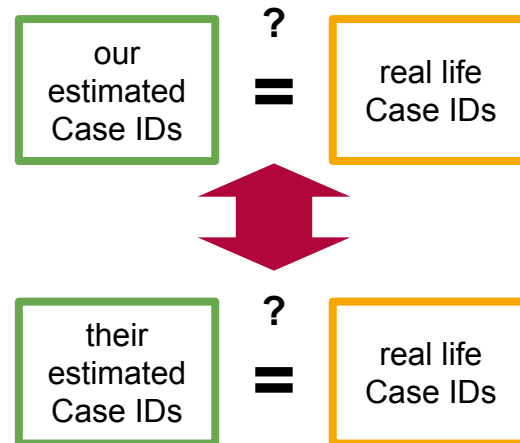 our
estimated
Case IDs
?
=
real life
Case IDs
their
estimated
Case IDs
?
=
real life
Case IDs